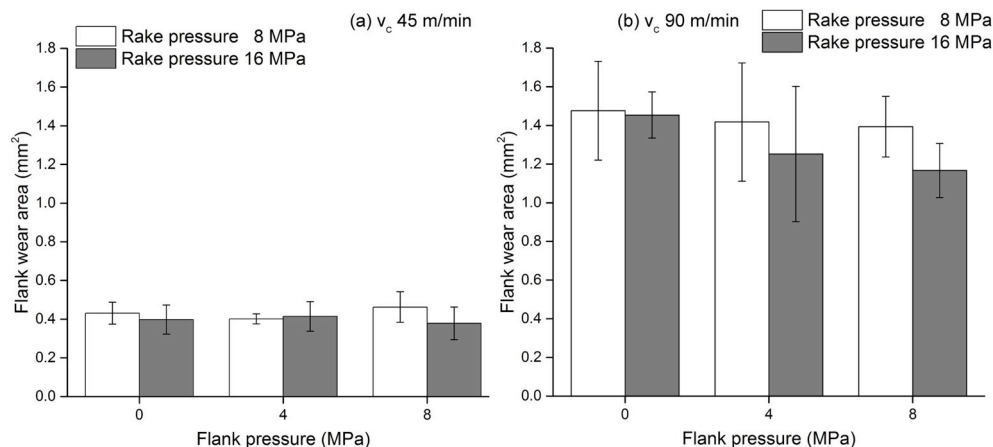 (a) v_c 45 m/min
Rake pressure 8 MPa
Rake pressure 16 MPa
Flank wear area (mm²)
1.8
1.6
1.4
1.2
1.0
0.8
0.6
0.4
0.2
0.0
0 4 8
Flank pressure (MPa)
(b) v_c 90 m/min
Rake pressure 8 MPa
Rake pressure 16 MPa
Flank wear area (mm²)
1.8
1.6
1.4
1.2
1.0
0.8
0.6
0.4
0.2
0.0
0 4 8
Flank pressure (MPa)